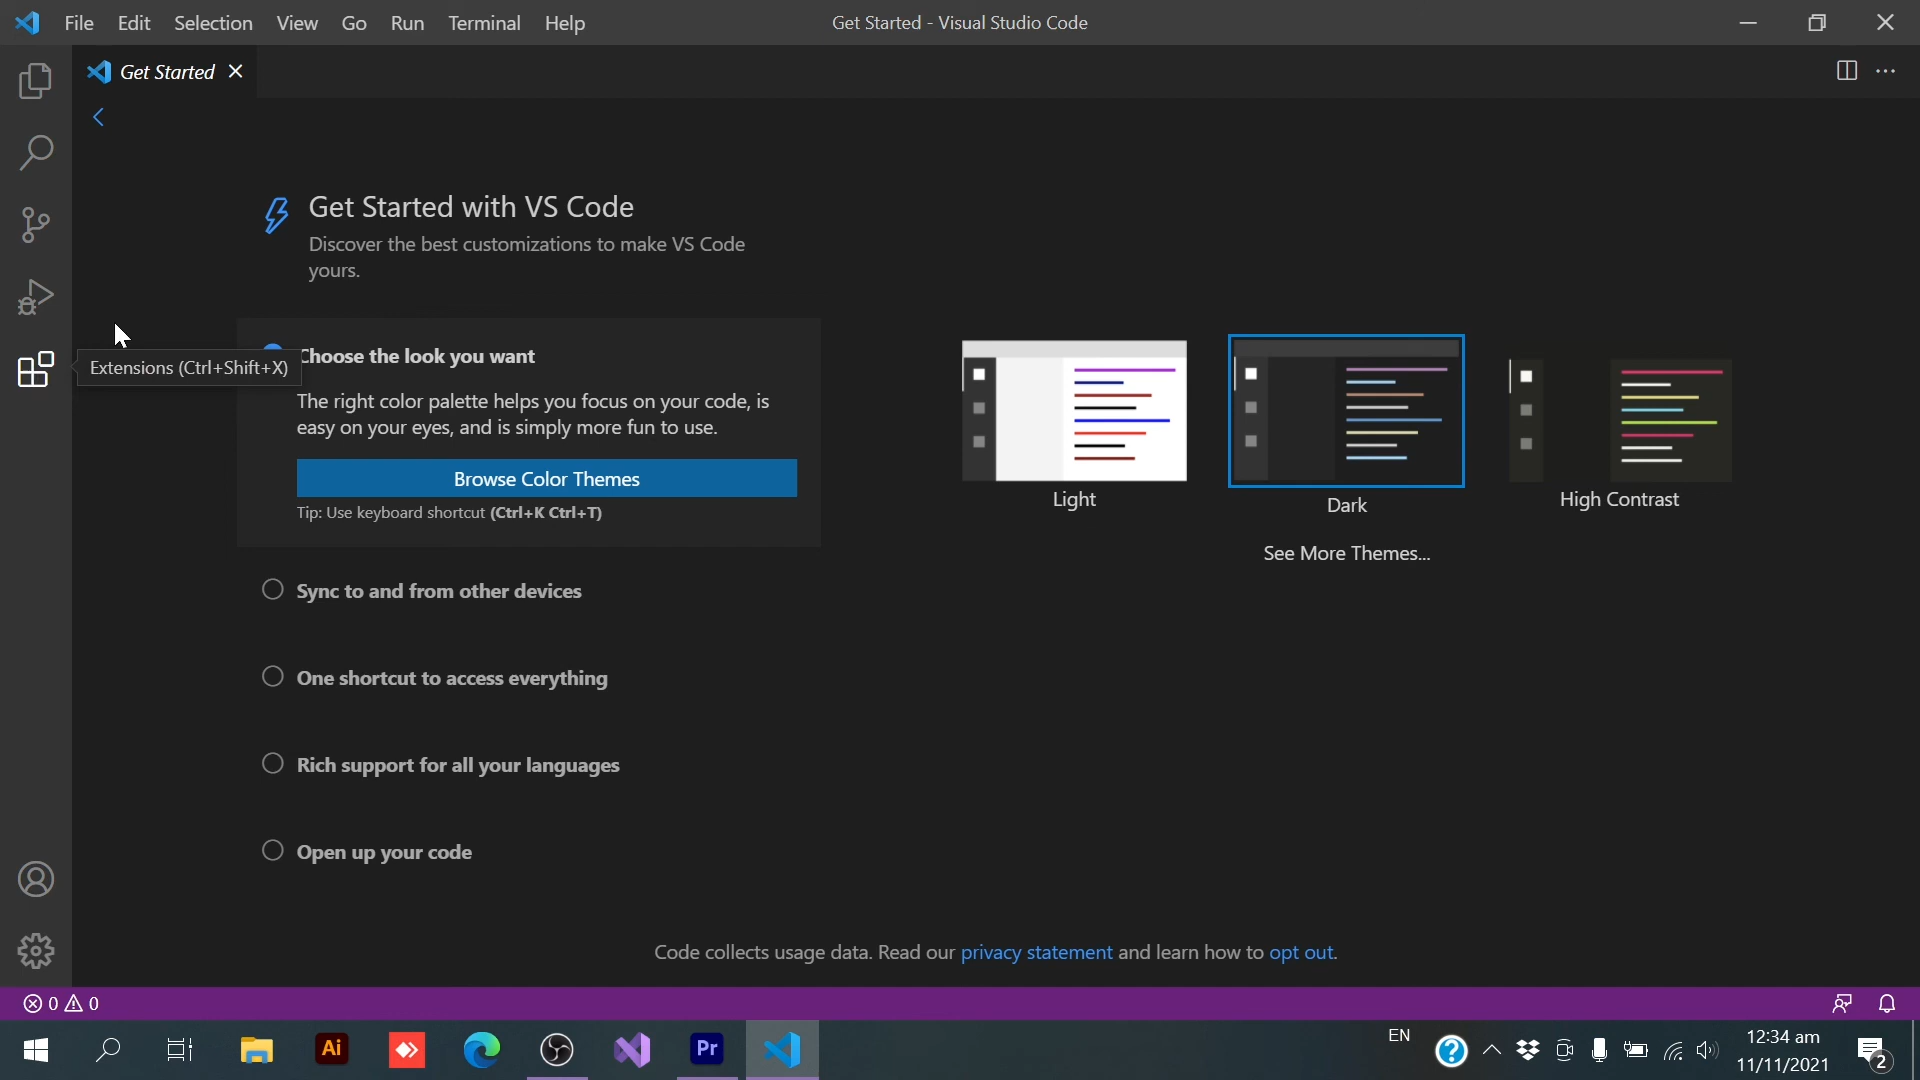 File Edit Selection View Go Run Terminal Help
Get Started - Visual Studio Code
Get Started
Get Started with VS Code
Discover the best customizations to make VS Code
yours.
Extensions (Ctrl+Shift+X)
Choose the look you want
The right color palette helps you focus on your code, is
easy on your eyes, and is simply more fun to use.
Browse Color Themes
Tip: Use keyboard shortcut (Ctrl+K Ctrl+T)
Light
Dark
High Contrast
See More Themes...
Sync to and from other devices
One shortcut to access everything
Rich support for all your languages
Open up your code
Code collects usage data. Read our privacy statement and learn how to opt out.
0 0
Ai
Pr
EN
12:34 am
11/11/2021
2